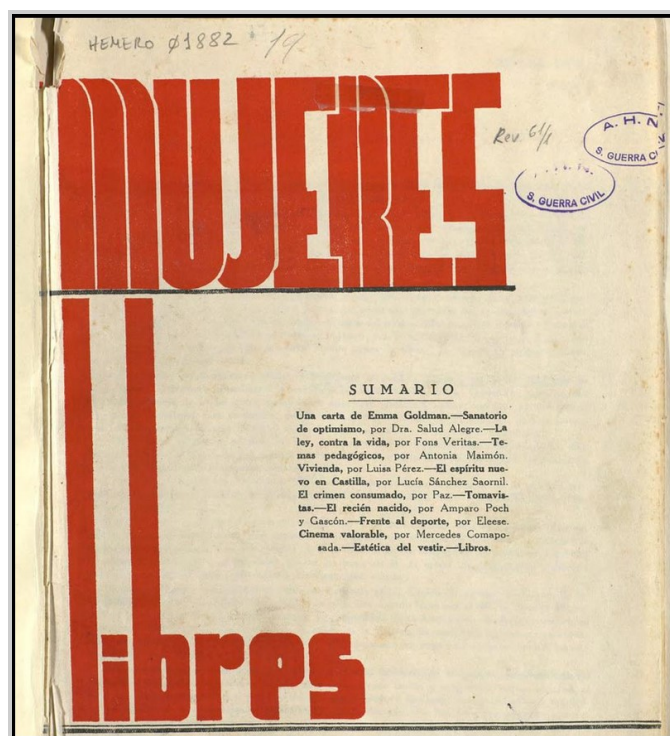 HEMERO Ø1882 19.
MUJERES
Rev. 61/1
A. H. N.
S. GUERRA CIVIL
S. GUERRA CIVIL
libres
SUMARIO
Una carta de Emma Goldman.—Sanatorio
de optimismo, por Dra. Salud Alegre.—La
ley, contra la vida, por Fons Veritas.—Te-
mas pedagógicos, por Antonia Maimón.
Vivienda, por Luisa Pérez.—El espíritu nue-
vo en Castilla, por Lucía Sánchez Saornil.
El crimen consumado, por Paz.—Tomavis-
tas.—El recién nacido, por Amparo Poch
y Gascón.—Frente al deporte, por Eleese.
Cinema valorable, por Mercedes Comapo-
sada.—Estética del vestir.—Libros.